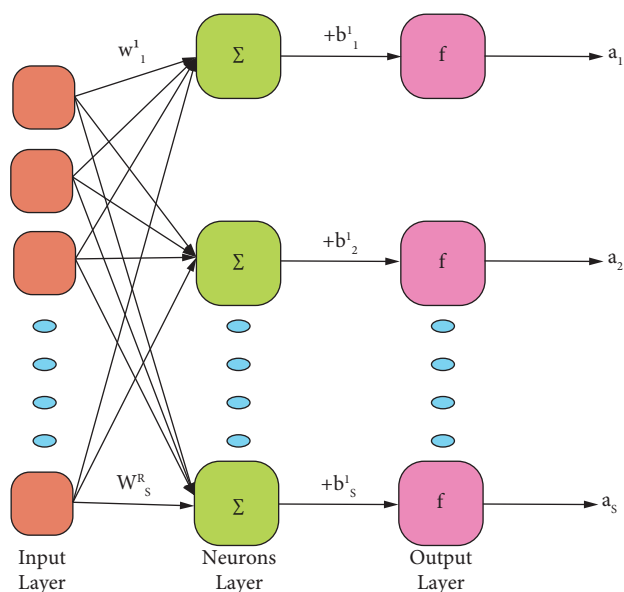 w¹₁ Σ +b¹₁ f a₁
Σ +b¹₂ f a₂
Wᴿₛ Σ +b¹ₛ f aₛ
Input Layer
Neurons Layer
Output Layer